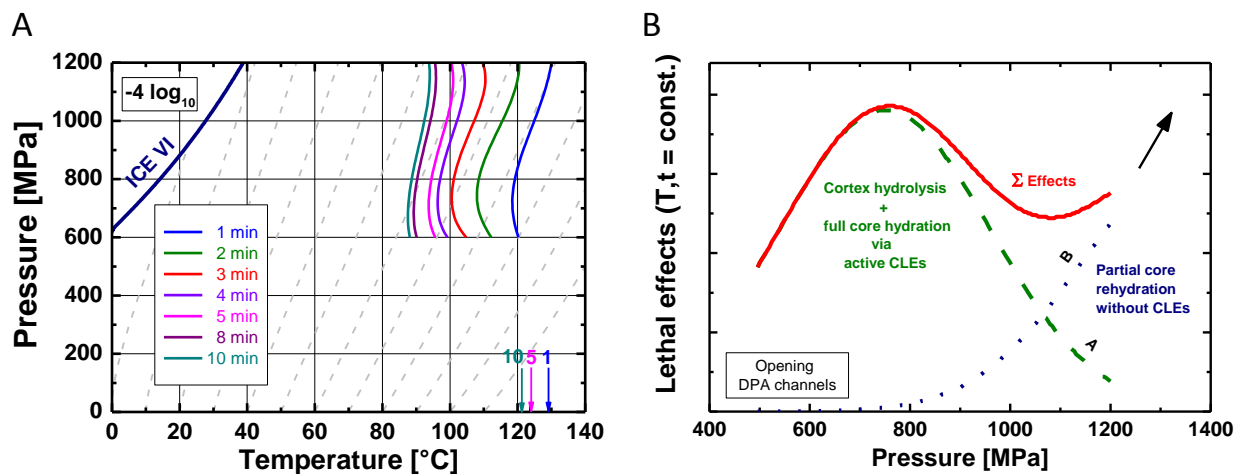 A
Pressure [MPa]
1200
1000
800
600
400
200
0
-4 log10
ICE VI
1 min
2 min
3 min
4 min
5 min
8 min
10 min
10 5 1
0 20 40 60 80 100 120 140
Temperature [°C]
B
Lethal effects (T,t = const.)
Σ Effects
Cortex hydrolysis
+
full core hydration
via
active CLEs
B
Partial core
rehydration
without CLEs
A
Opening
DPA channels
400 600 800 1000 1200 1400
Pressure [MPa]